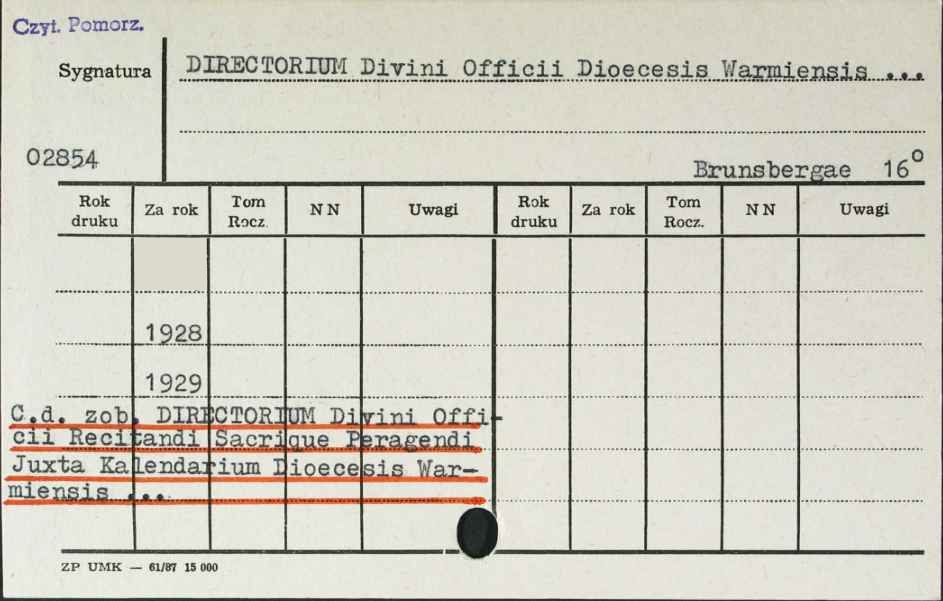 Czyt. Pomorz.
Sygnatura
DIRECTORIUM Divini Officii Dioecesis Warmiensis ...
02854
Brunsbergae 16°
Rok druku Za rok Tom Rocz. NN Uwagi Rok druku Za rok Tom Rocz. NN Uwagi
1928
1929
C.d. zob. DIRECTORIUM Divini Offi-
cii Recitandi Sacrique Peragendi
Juxta Kalendarium Dioecesis War-
miensis ...
ZP UMK — 61/87 15 000